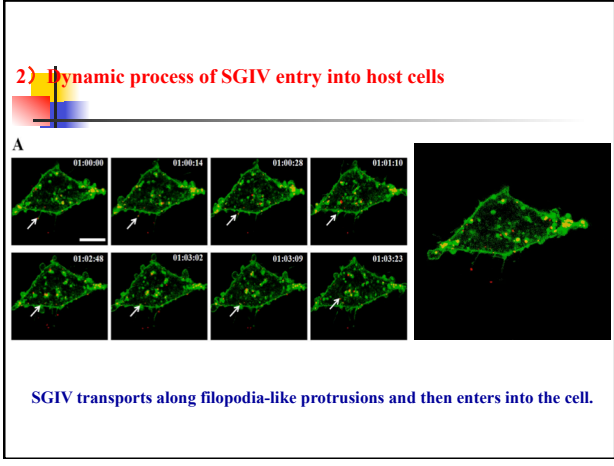 2）Dynamic process of SGIV entry into host cells
A
01:00:00 01:00:14 01:00:28 01:01:10
01:02:48 01:03:02 01:03:09 01:03:23
SGIV transports along filopodia-like protrusions and then enters into the cell.